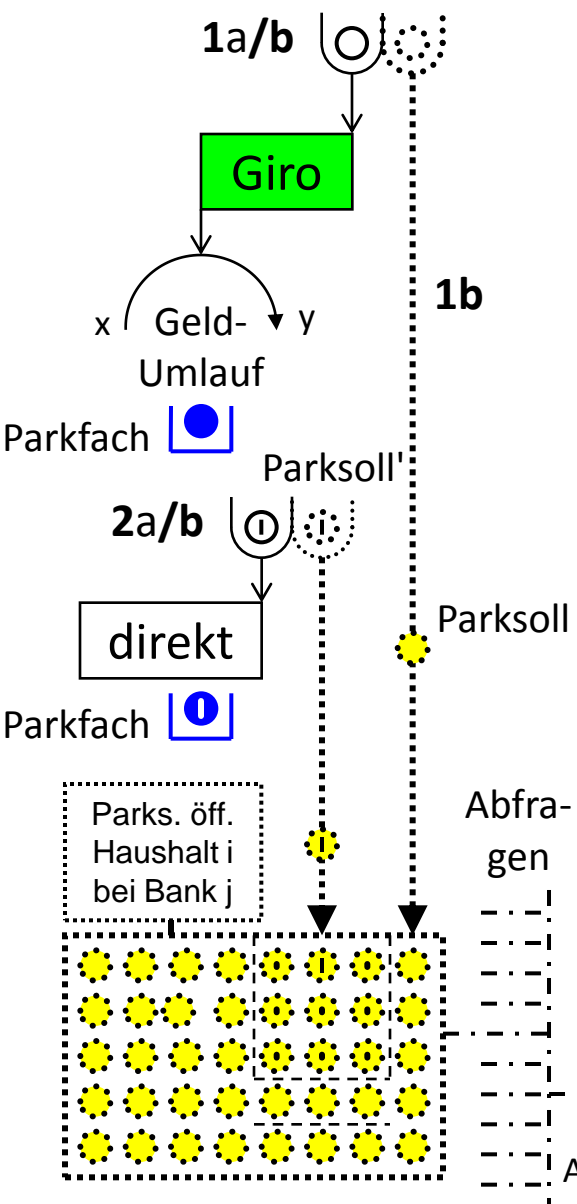 1a/b
Giro
1b
x
Geld-
y
Umlauf
Parkfach
Parksoll'
2a/b
Parksoll
direkt
Parkfach
Parks. öff.
Haushalt i
bei Bank j
Abfra-
gen
A